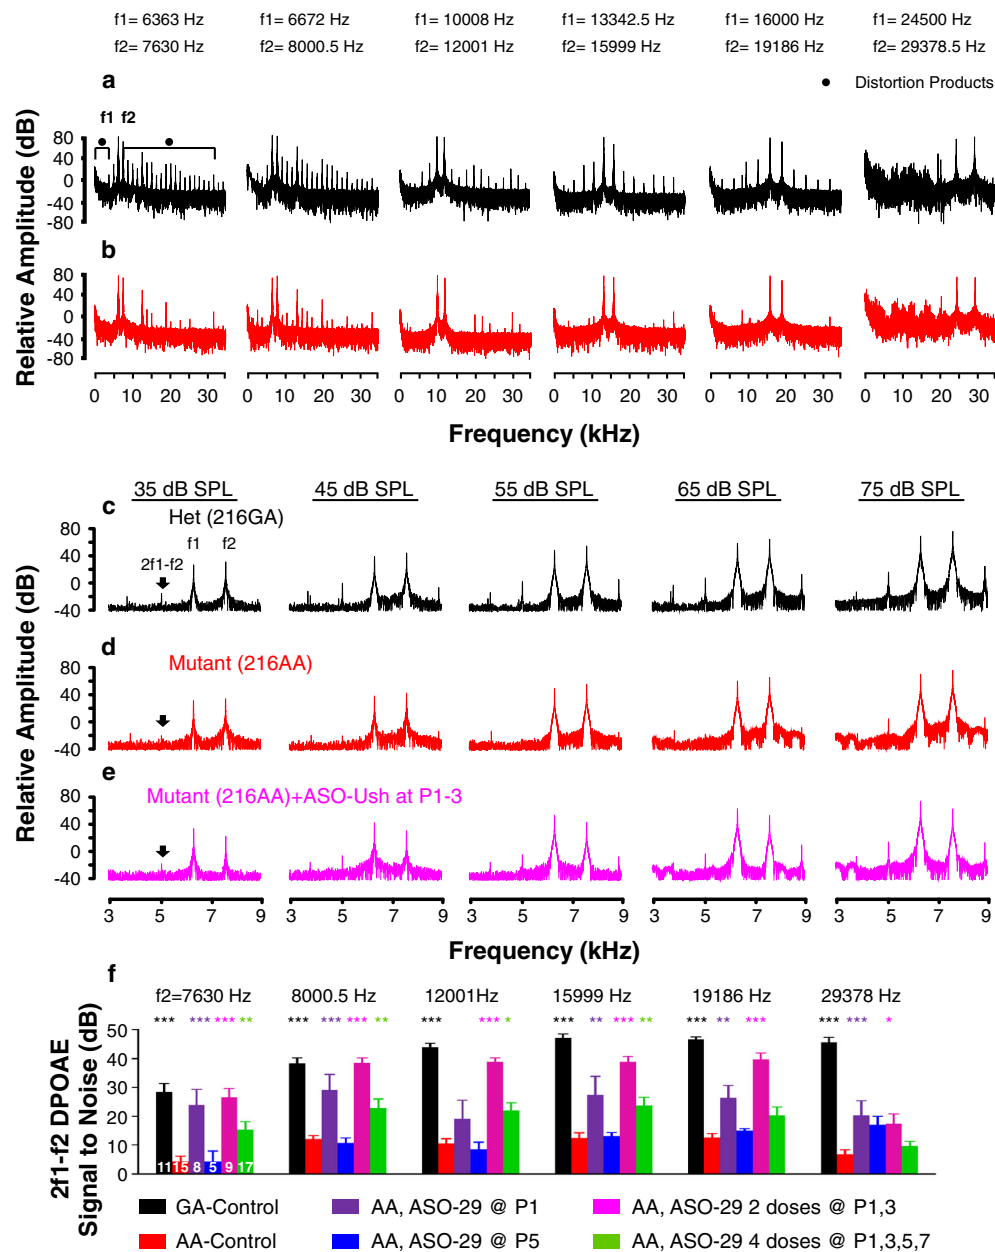 f1= 6363 Hz f1= 6672 Hz f1= 10008 Hz f1= 13342.5 Hz f1= 16000 Hz f1= 24500 Hz
f2= 7630 Hz f2= 8000.5 Hz f2= 12001 Hz f2= 15999 Hz f2= 19186 Hz f2= 29378.5 Hz
a
● Distortion Products
f1 f2
Relative Amplitude (dB)
80
40
0
-40
-80
b
Relative Amplitude (dB)
80
40
0
-40
-80
0 10 20 30 0 10 20 30 0 10 20 30 0 10 20 30 0 10 20 30 0 10 20 30
Frequency (kHz)
35 dB SPL 45 dB SPL 55 dB SPL 65 dB SPL 75 dB SPL
c
Het (216GA)
f1 f2
2f1-f2
Relative Amplitude (dB)
80
40
0
-40
d
Mutant (216AA)
80
40
0
-40
e
Mutant (216AA)+ASO-Ush at P1-3
80
40
0
-40
3 5 7 9 3 5 7 9 3 5 7 9 3 5 7 9 3 5 7 9
Frequency (kHz)
f
f2=7630 Hz 8000.5 Hz 12001Hz 15999 Hz 19186 Hz 29378 Hz
*** *** *** ** *** *** *** ** *** *** * *** ** *** ** *** ** *** *** *** *
2f1-f2 DPOAE
Signal to Noise (dB)
50
40
30
20
10
0
11 15 8 5 9 17
GA-Control AA, ASO-29 @ P1 AA, ASO-29 2 doses @ P1,3
AA-Control AA, ASO-29 @ P5 AA, ASO-29 4 doses @ P1,3,5,7